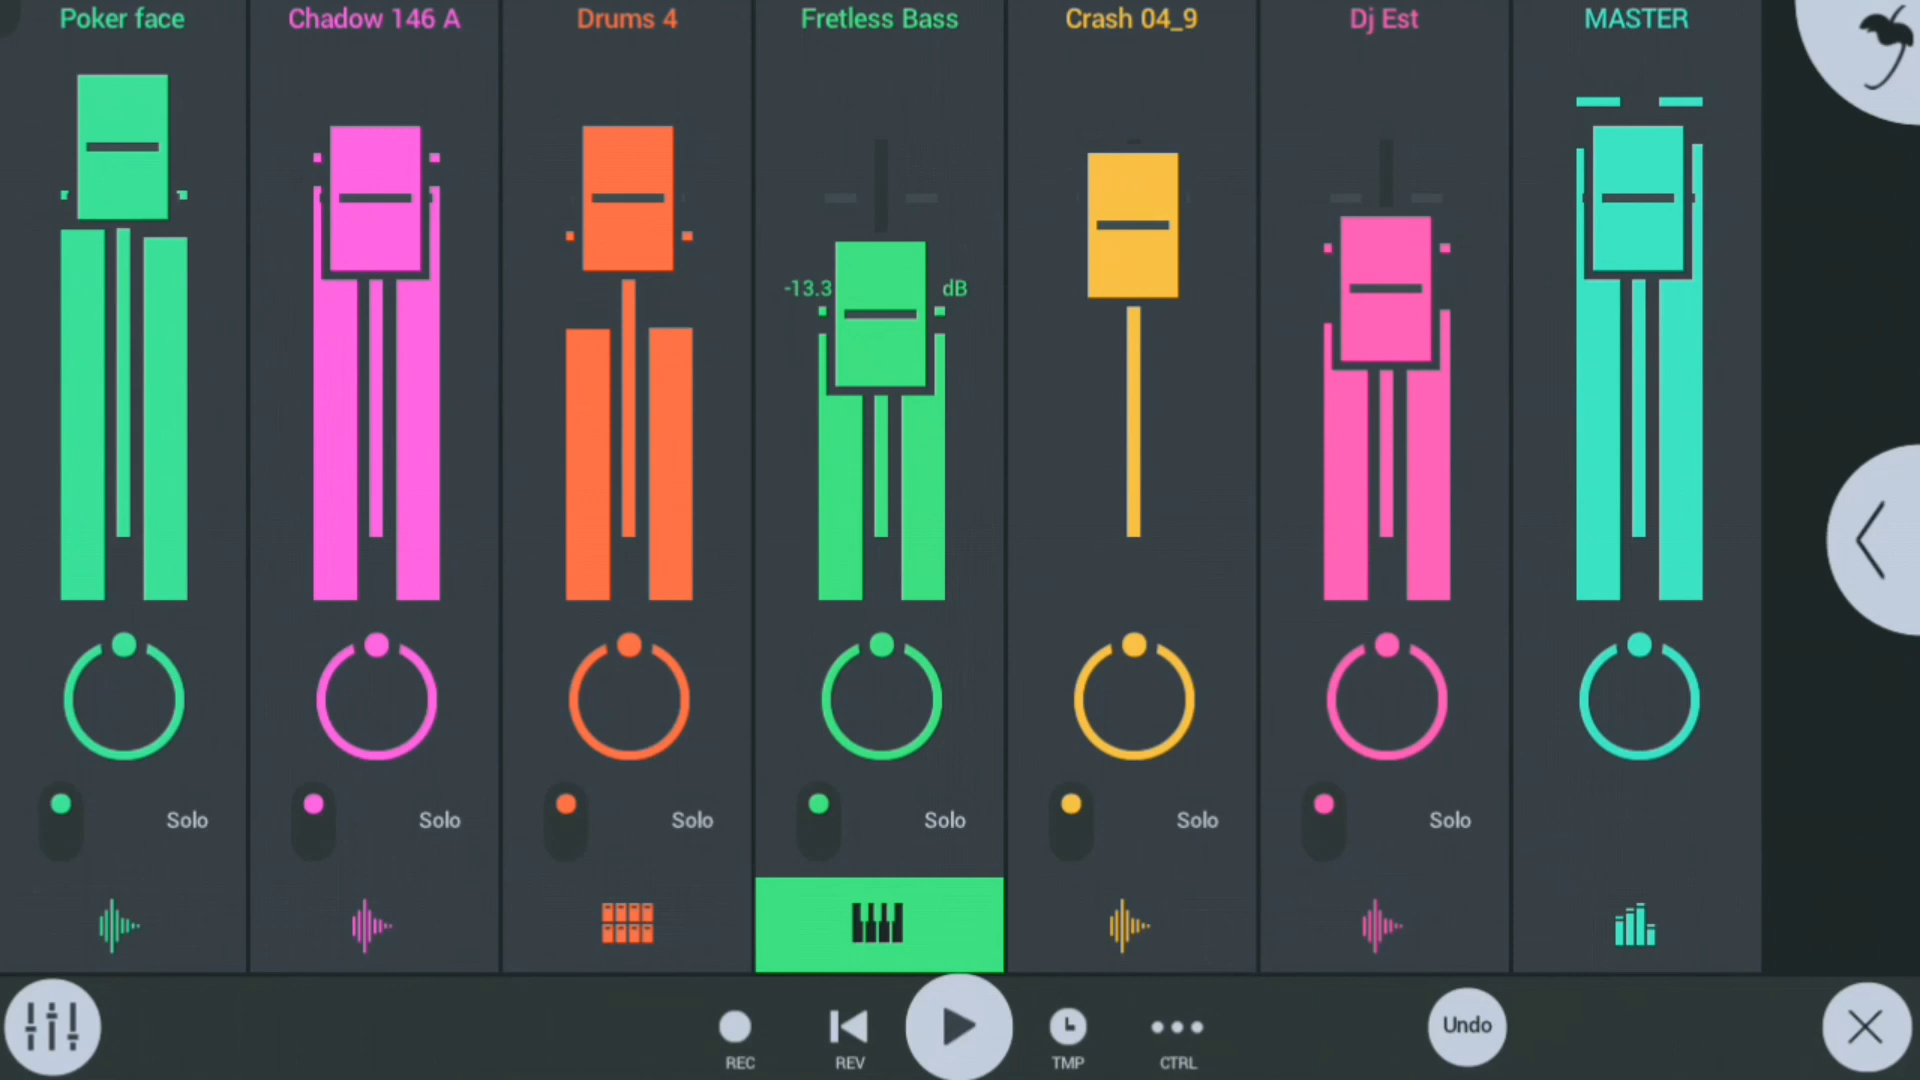 Poker face
Chadow 146 A
Drums 4
Fretless Bass
Crash 04_9
Dj Est
MASTER
-13.3 dB
Solo
Solo
Solo
Solo
Solo
Solo
REC
REV
TMP
CTRL
Undo